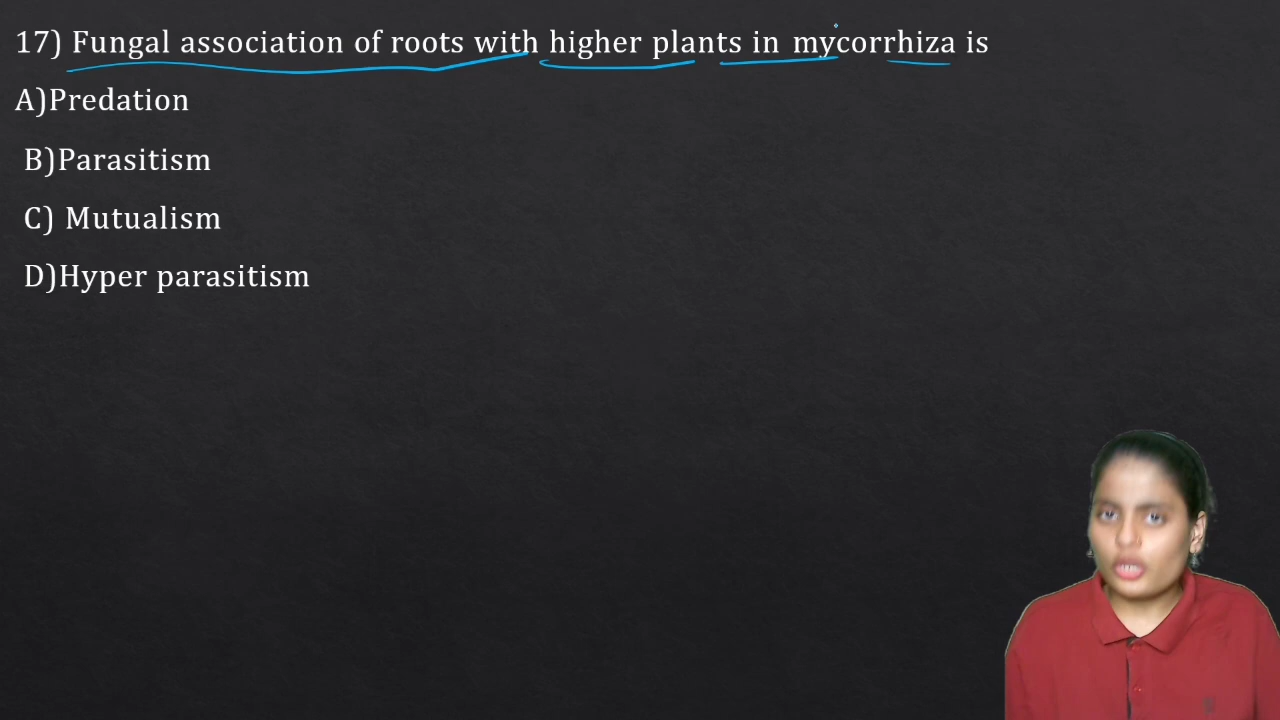 17) Fungal association of roots with higher plants in mycorrhiza is
A)Predation
B)Parasitism
C) Mutualism
D)Hyper parasitism